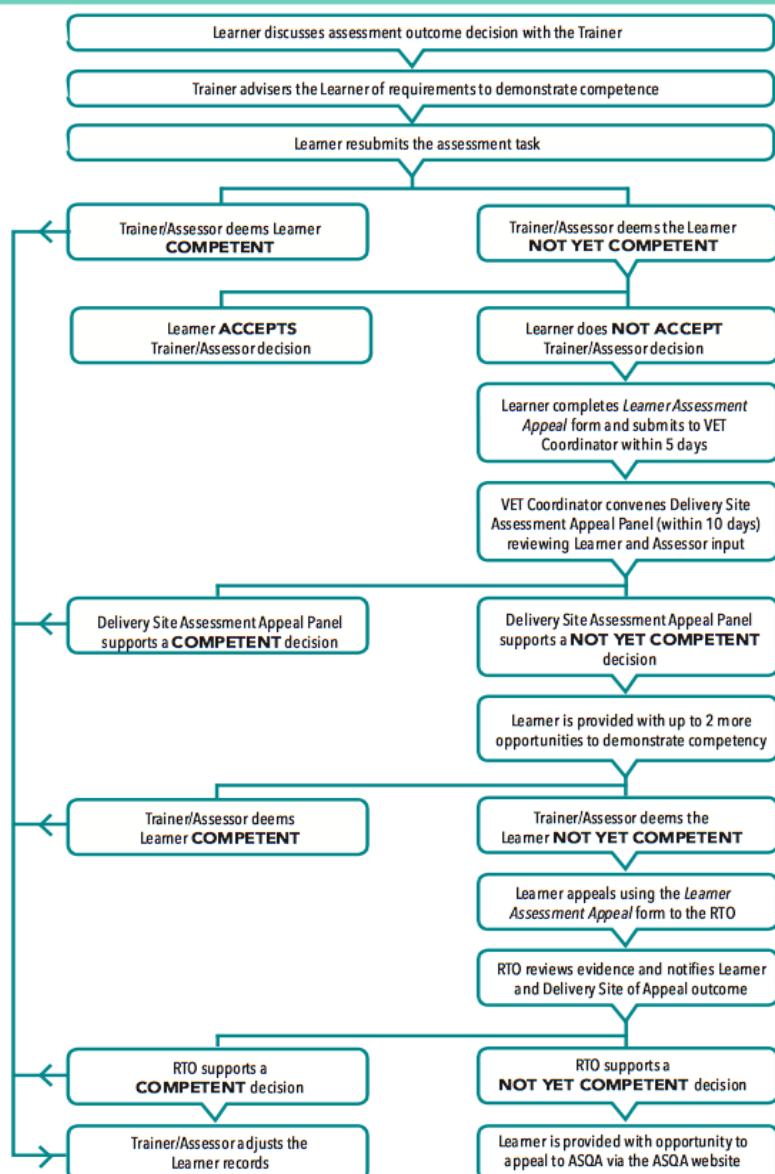 Learner discusses assessment outcome decision with the Trainer
Trainer advisers the Learner of requirements to demonstrate competence
Learner resubmits the assessment task
Trainer/Assessor deems Learner
COMPETENT
Trainer/Assessor deems the Learner
NOT YET COMPETENT
Learner ACCEPTS
Trainer/Assessor decision
Learner does NOT ACCEPT
Trainer/Assessor decision
Learner completes Learner Assessment
Appeal form and submits to VET
Coordinator within 5 days
VET Coordinator convenes Delivery Site
Assessment Appeal Panel (within 10 days)
reviewing Learner and Assessor input
Delivery Site Assessment Appeal Panel
supports a COMPETENT decision
Delivery Site Assessment Appeal Panel
supports a NOT YET COMPETENT
decision
Learner is provided with up to 2 more
opportunities to demonstrate competency
Trainer/Assessor deems
Learner COMPETENT
Trainer/Assessor deems the
Learner NOT YET COMPETENT
Learner appeals using the Learner
Assessment Appeal form to the RTO
RTO reviews evidence and notifies Learner
and Delivery Site of Appeal outcome
RTO supports a
COMPETENT decision
RTO supports a
NOT YET COMPETENT decision
Trainer/Assessor adjusts the
Learner records
Learner is provided with opportunity to
appeal to ASQA via the ASQA website